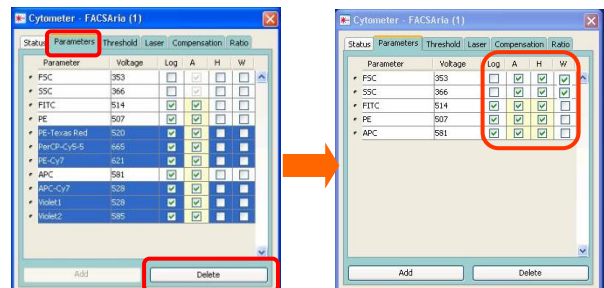 Cytometer - FACSAria (1)
Status Parameters Threshold Laser Compensation Ratio
Parameter Voltage Log A H W
FSC 353
SSC 366
FITC 514
PE 507
PE-Texas Red 520
PerCP-Cy5-5 665
PE-Cy7 621
APC 581
APC-Cy7 528
Violet1 528
Violet2 585
Add Delete
Cytometer - FACSAria (1)
Status Parameters Threshold Laser Compensation Ratio
Parameter Voltage Log A H W
FSC 353
SSC 366
FITC 514
PE 507
APC 581
Add Delete